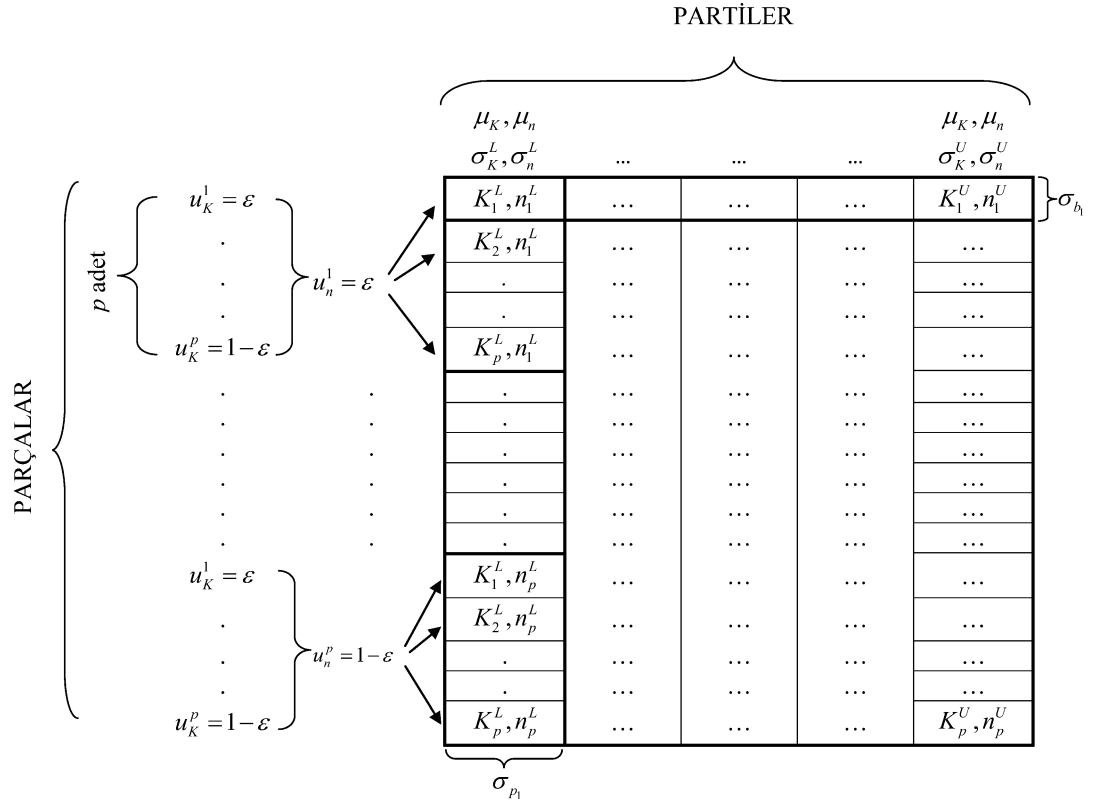 PARTİLER
μ_K, μ_n μ_K, μ_n
σ_K^L, σ_n^L ... ... ... σ_K^U, σ_n^U
u_K^1 = ε K_1^L, n_1^L ... ... ... K_1^U, n_1^U σ_{b_1}
. K_2^L, n_1^L ... ... ... ...
p adet . u_n^1 = ε . ... ... ... ...
. . ... ... ... ...
u_K^p = 1−ε K_p^L, n_1^L ... ... ... ...
. . . ... ... ... ...
. . . ... ... ... ...
PARÇALAR . . . ... ... ... ...
. . . ... ... ... ...
. . . ... ... ... ...
. . . ... ... ... ...
u_K^1 = ε K_1^L, n_p^L ... ... ... ...
. K_2^L, n_p^L ... ... ... ...
. u_n^p = 1−ε . ... ... ... ...
. . ... ... ... ...
u_K^p = 1−ε K_p^L, n_p^L ... ... ... K_p^U, n_p^U
σ_{p_1}